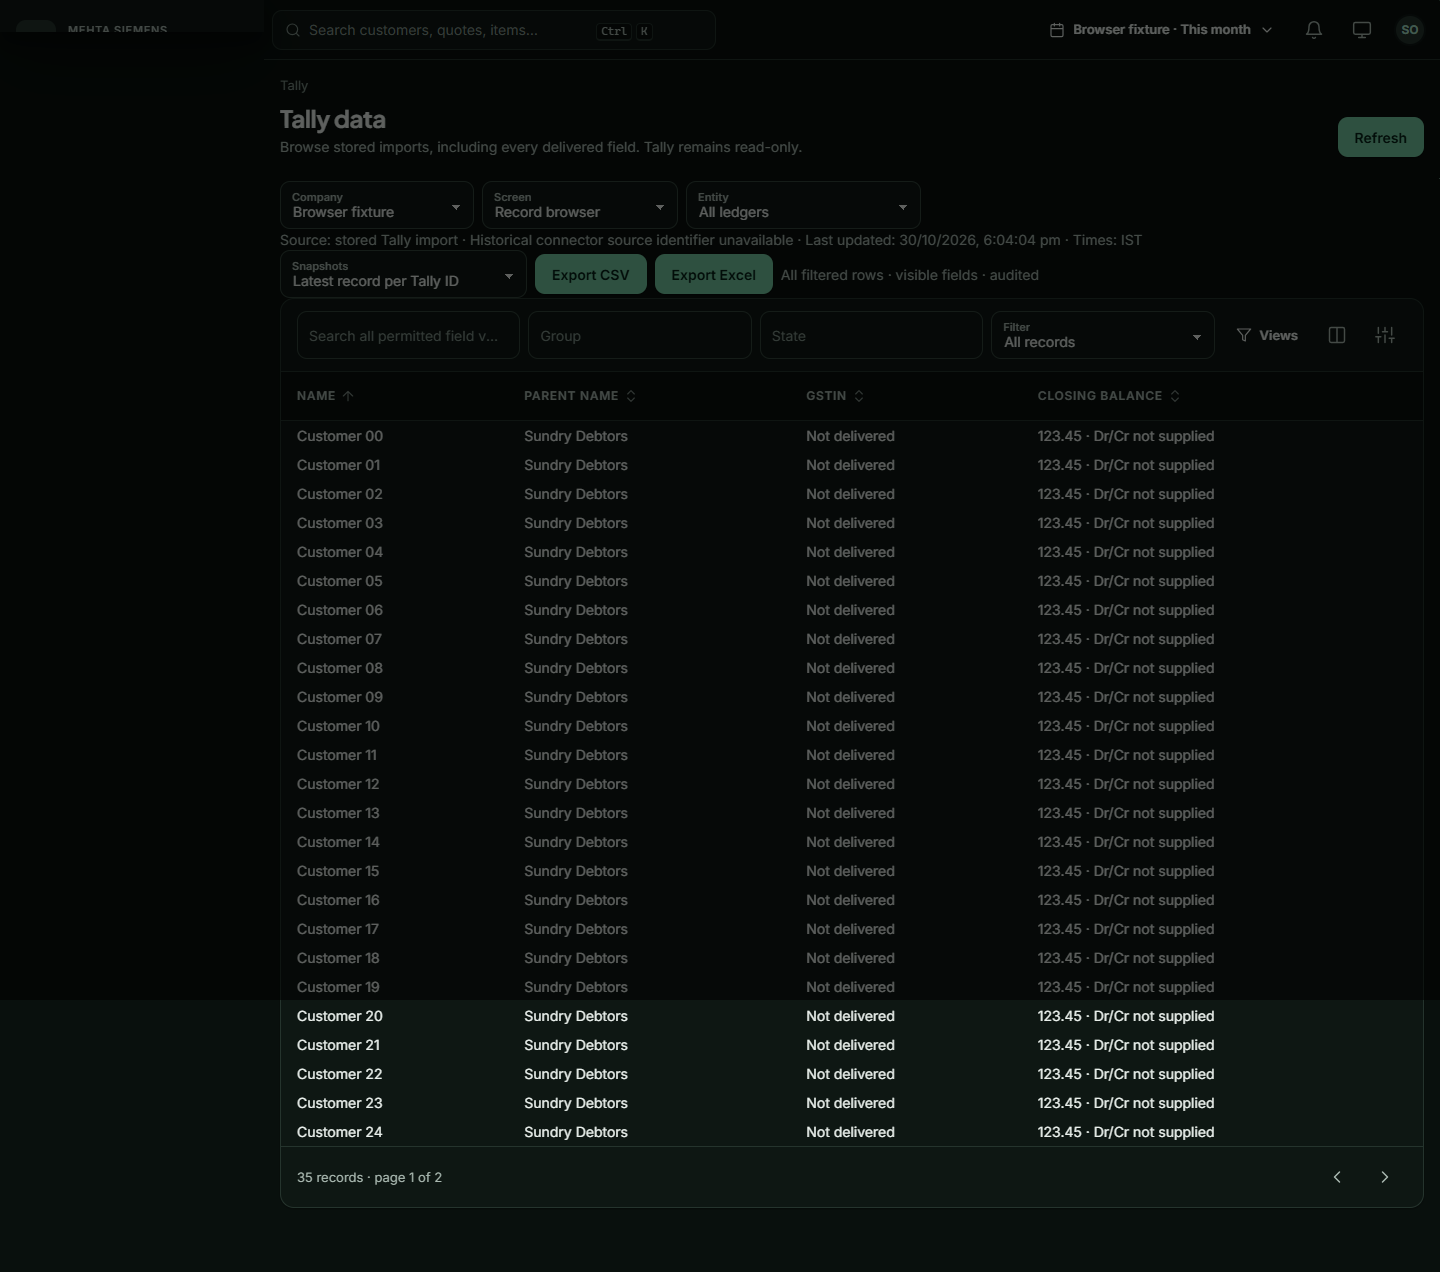 MEHTA SIEMENS
Search customers, quotes, items... Ctrl K
Browser fixture · This month
SO
Tally
Tally data
Browse stored imports, including every delivered field. Tally remains read-only.
Refresh
Company
Browser fixture
Screen
Record browser
Entity
All ledgers
Source: stored Tally import · Historical connector source identifier unavailable · Last updated: 30/10/2026, 6:04:04 pm · Times: IST
Snapshots
Latest record per Tally ID
Export CSV
Export Excel
All filtered rows · visible fields · audited
Search all permitted field v...
Group
State
Filter
All records
Views
NAME PARENT NAME GSTIN CLOSING BALANCE
Customer 00 Sundry Debtors Not delivered 123.45 · Dr/Cr not supplied
Customer 01 Sundry Debtors Not delivered 123.45 · Dr/Cr not supplied
Customer 02 Sundry Debtors Not delivered 123.45 · Dr/Cr not supplied
Customer 03 Sundry Debtors Not delivered 123.45 · Dr/Cr not supplied
Customer 04 Sundry Debtors Not delivered 123.45 · Dr/Cr not supplied
Customer 05 Sundry Debtors Not delivered 123.45 · Dr/Cr not supplied
Customer 06 Sundry Debtors Not delivered 123.45 · Dr/Cr not supplied
Customer 07 Sundry Debtors Not delivered 123.45 · Dr/Cr not supplied
Customer 08 Sundry Debtors Not delivered 123.45 · Dr/Cr not supplied
Customer 09 Sundry Debtors Not delivered 123.45 · Dr/Cr not supplied
Customer 10 Sundry Debtors Not delivered 123.45 · Dr/Cr not supplied
Customer 11 Sundry Debtors Not delivered 123.45 · Dr/Cr not supplied
Customer 12 Sundry Debtors Not delivered 123.45 · Dr/Cr not supplied
Customer 13 Sundry Debtors Not delivered 123.45 · Dr/Cr not supplied
Customer 14 Sundry Debtors Not delivered 123.45 · Dr/Cr not supplied
Customer 15 Sundry Debtors Not delivered 123.45 · Dr/Cr not supplied
Customer 16 Sundry Debtors Not delivered 123.45 · Dr/Cr not supplied
Customer 17 Sundry Debtors Not delivered 123.45 · Dr/Cr not supplied
Customer 18 Sundry Debtors Not delivered 123.45 · Dr/Cr not supplied
Customer 19 Sundry Debtors Not delivered 123.45 · Dr/Cr not supplied
Customer 20 Sundry Debtors Not delivered 123.45 · Dr/Cr not supplied
Customer 21 Sundry Debtors Not delivered 123.45 · Dr/Cr not supplied
Customer 22 Sundry Debtors Not delivered 123.45 · Dr/Cr not supplied
Customer 23 Sundry Debtors Not delivered 123.45 · Dr/Cr not supplied
Customer 24 Sundry Debtors Not delivered 123.45 · Dr/Cr not supplied
35 records · page 1 of 2